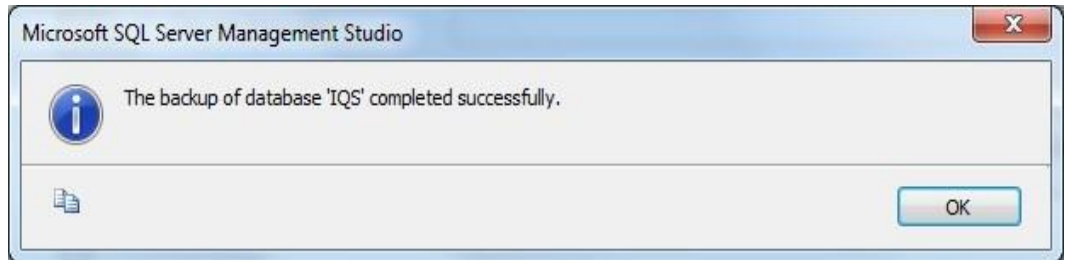 Microsoft SQL Server Management Studio
The backup of database 'IQS' completed successfully.
OK